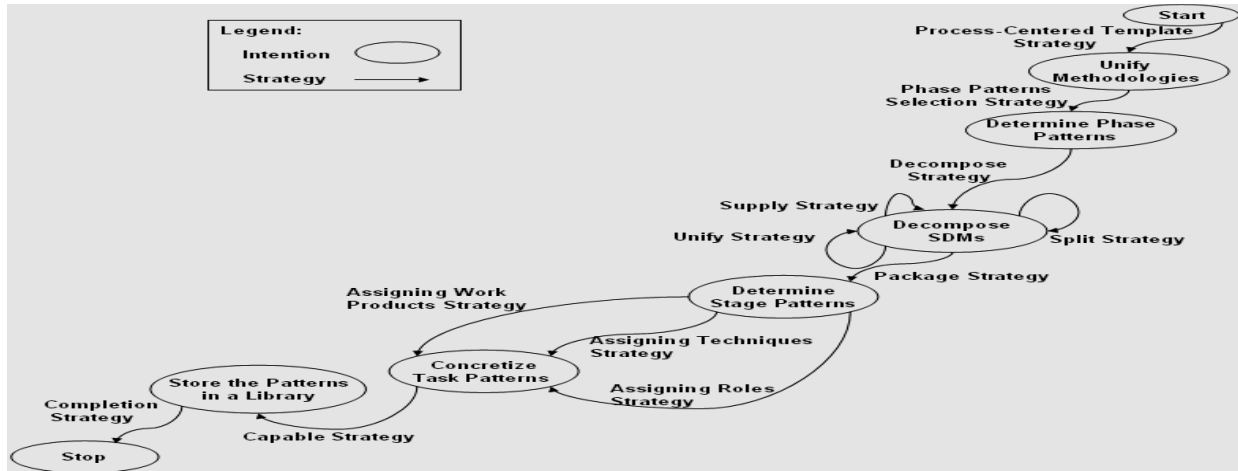 Legend:
Intention
Strategy
Start
Process-Centered Template
Strategy
Unify
Methodologies
Phase Patterns
Selection Strategy
Determine Phase
Patterns
Decompose
Strategy
Supply Strategy
Decompose
SDMs
Unify Strategy
Split Strategy
Package Strategy
Determine
Stage Patterns
Assigning Work
Products Strategy
Assigning Techniques
Strategy
Concretize
Task Patterns
Assigning Roles
Strategy
Store the Patterns
in a Library
Completion
Strategy
Capable Strategy
Stop